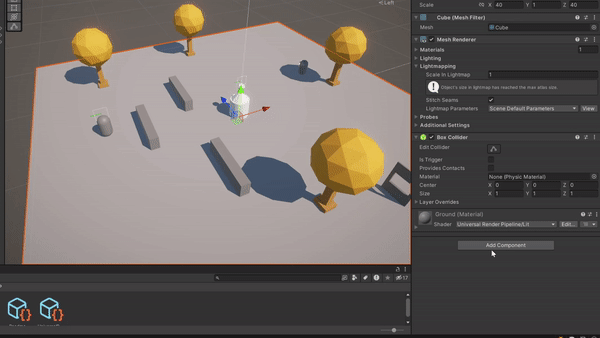 Left
Scale X 40 Y 1 Z 40
Cube (Mesh Filter)
Mesh Cube
Mesh Renderer
Materials 1
Lighting
Lightmapping
Scale In Lightmap 1
Object's size in lightmap has reached the max atlas size.
Stitch Seams
Lightmap Parameters Scene Default Parameters View
Probes
Additional Settings
Box Collider
Edit Collider
Is Trigger
Provides Contacts
Material None (Physic Material)
Center X 0 Y 0 Z 0
Size X 1 Y 1 Z 1
Layer Overrides
Ground (Material)
Shader Universal Render Pipeline/Lit Edit...
Add Component
17